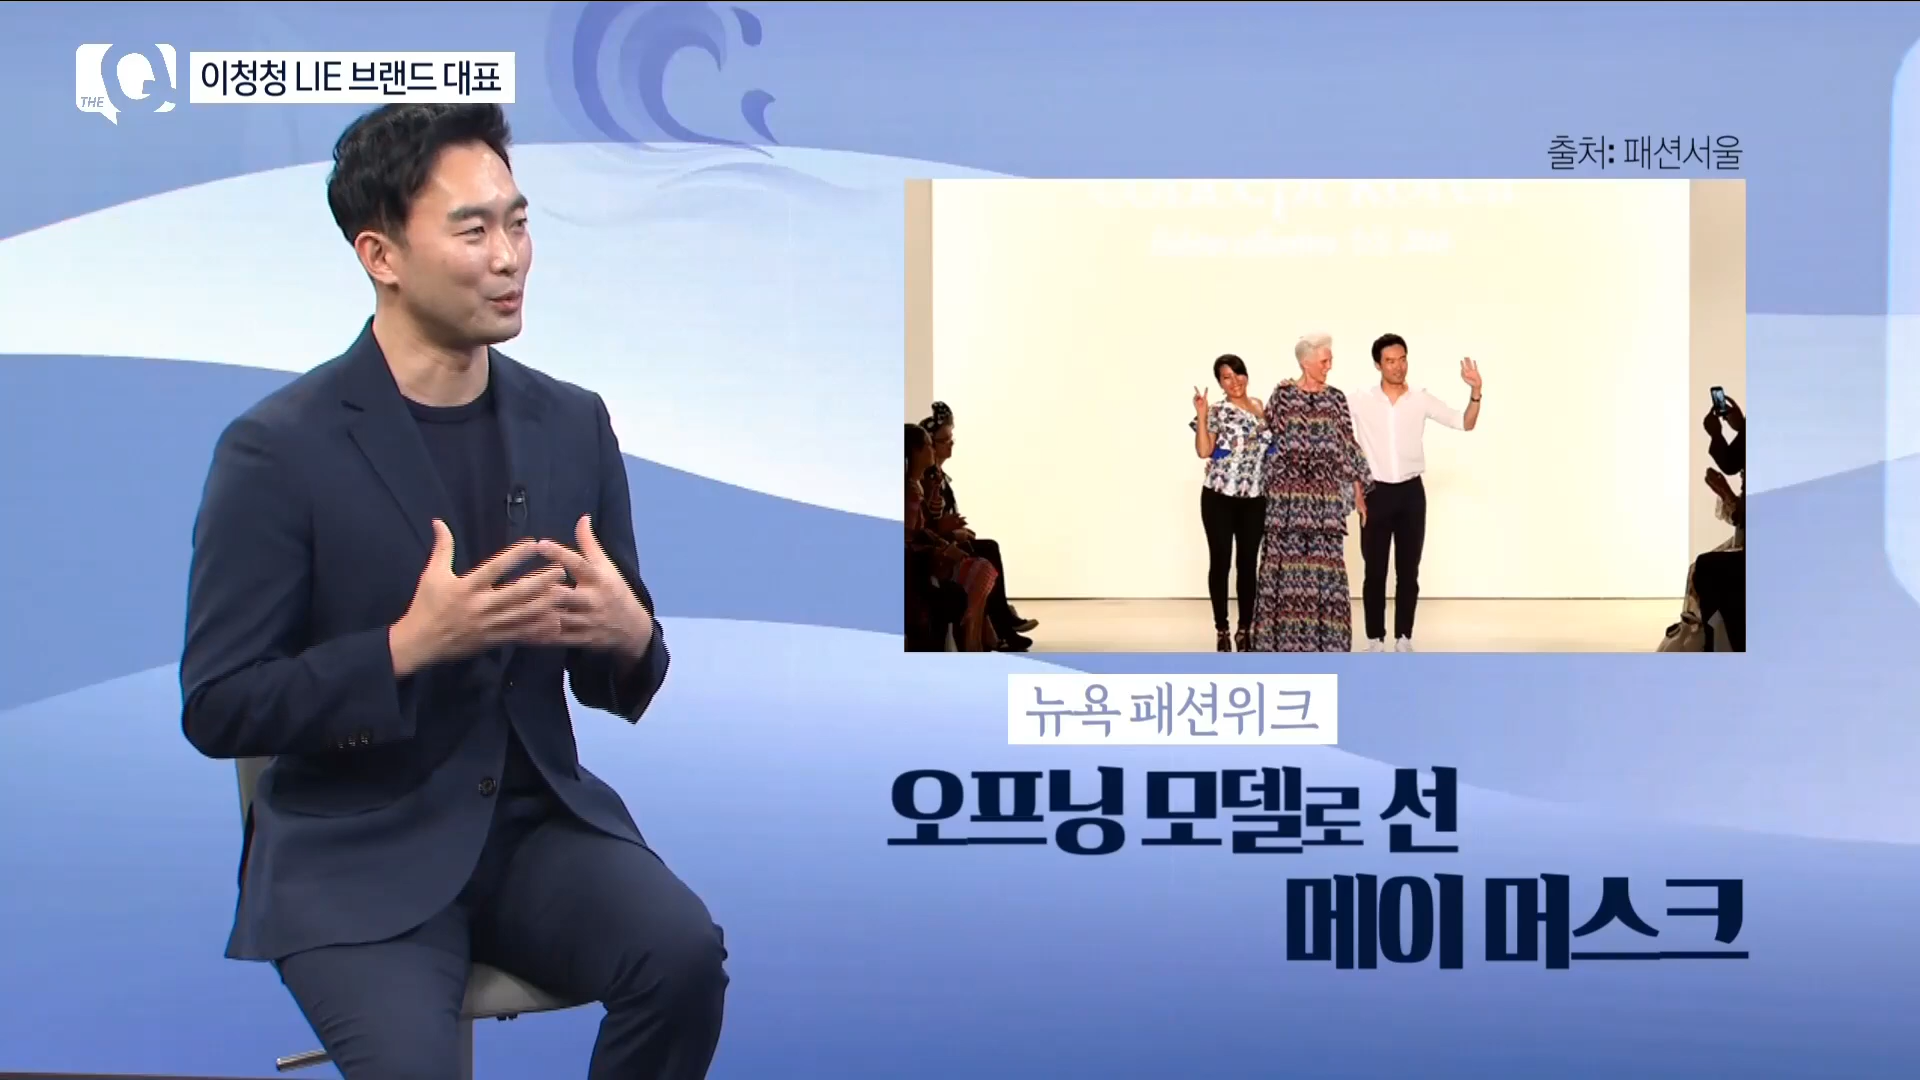 THE
이청청 LIE 브랜드 대표
출처: 패션서울
뉴욕 패션위크
오프닝 모델로 선
메이 머스크